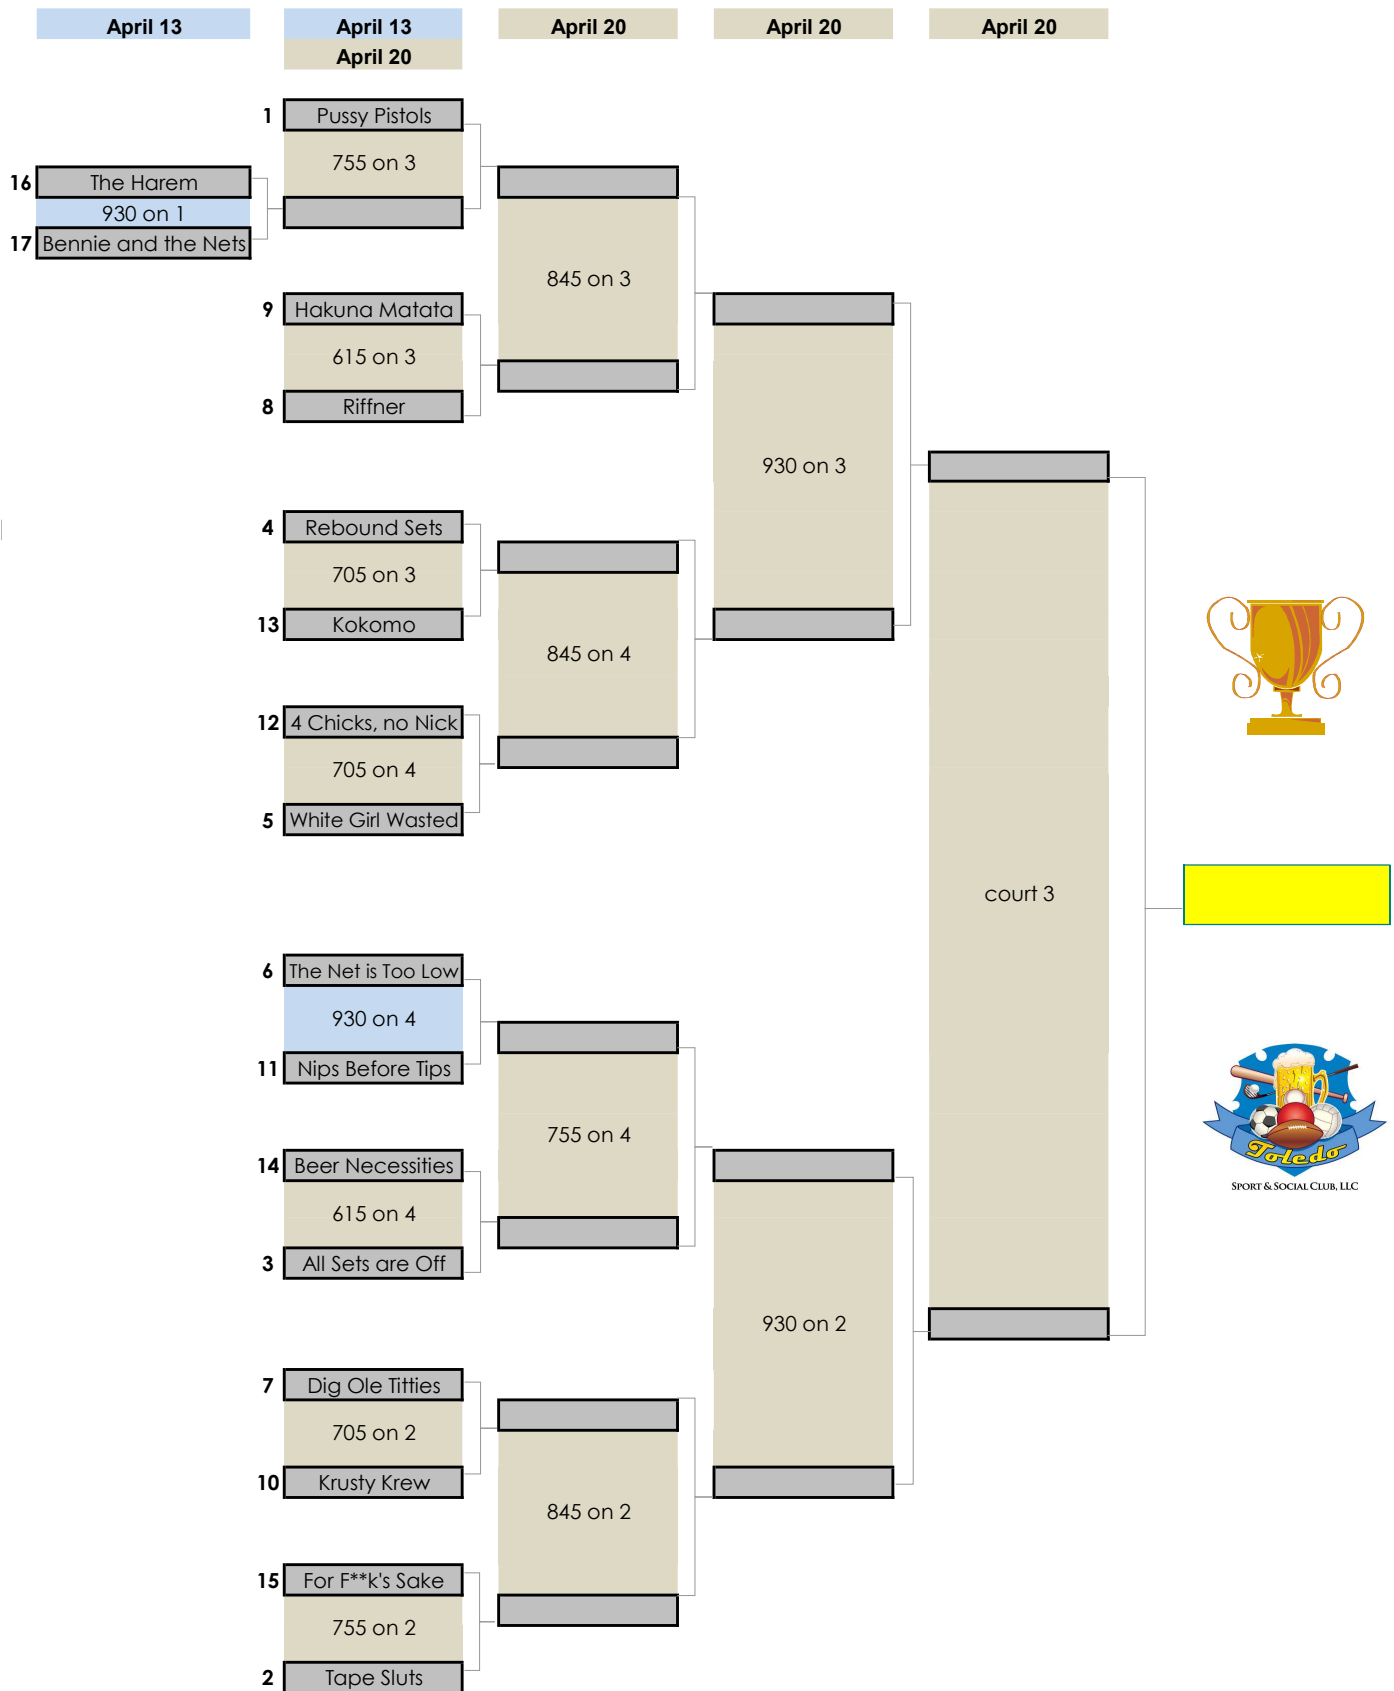 April 13
April 13
April 20
April 20
April 20
April 20
1 Pussy Pistols
755 on 3
16 The Harem
930 on 1
17 Bennie and the Nets
845 on 3
9 Hakuna Matata
615 on 3
8 Riffner
930 on 3
4 Rebound Sets
705 on 3
13 Kokomo
845 on 4
12 4 Chicks, no Nick
705 on 4
5 White Girl Wasted
court 3
6 The Net is Too Low
930 on 4
11 Nips Before Tips
755 on 4
14 Beer Necessities
615 on 4
3 All Sets are Off
Toledo
SPORT & SOCIAL CLUB, LLC
930 on 2
7 Dig Ole Titties
705 on 2
10 Krusty Krew
845 on 2
15 For F**k's Sake
755 on 2
2 Tape Sluts